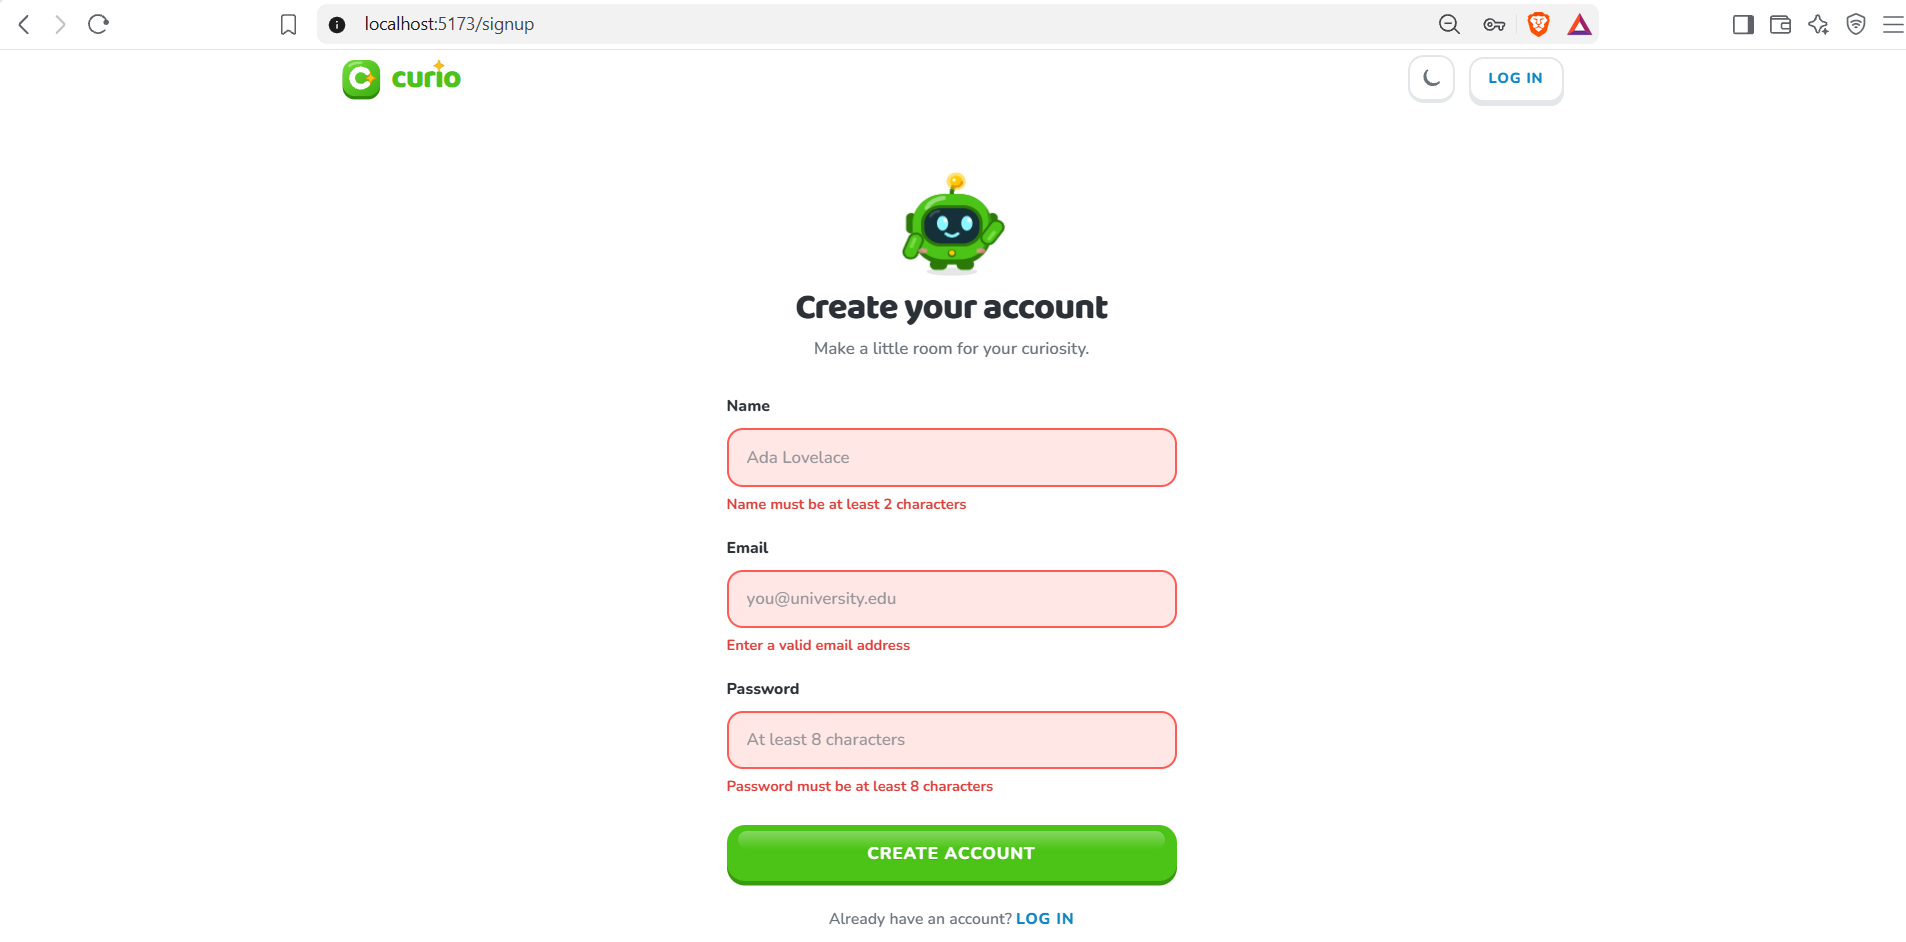 localhost:5173/signup
curio
LOG IN
Create your account
Make a little room for your curiosity.
Name
Ada Lovelace
Name must be at least 2 characters
Email
you@university.edu
Enter a valid email address
Password
At least 8 characters
Password must be at least 8 characters
CREATE ACCOUNT
Already have an account? LOG IN